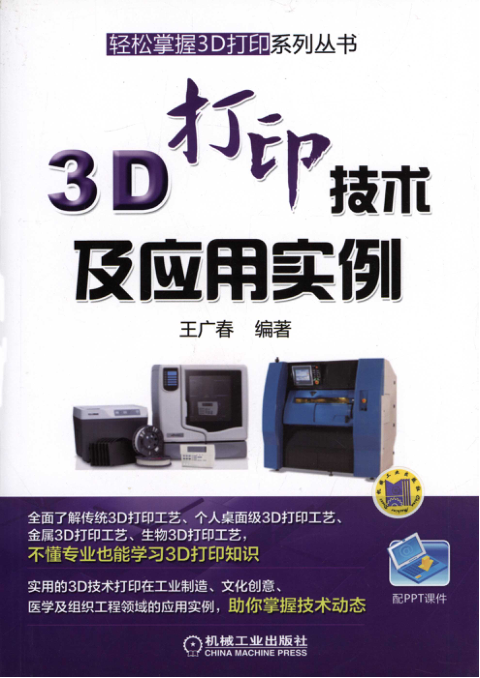 轻松掌握3D打印系列丛书
3D打印技术
及应用实例
王广春 编著
全面了解传统3D打印工艺、个人桌面级3D打印工艺、
金属3D打印工艺、生物3D打印工艺，
不懂专业也能学习3D打印知识
实用的3D技术打印在工业制造、文化创意、
医学及组织工程领域的应用实例，助你掌握技术动态
配PPT课件
机械工业出版社
CHINA MACHINE PRESS